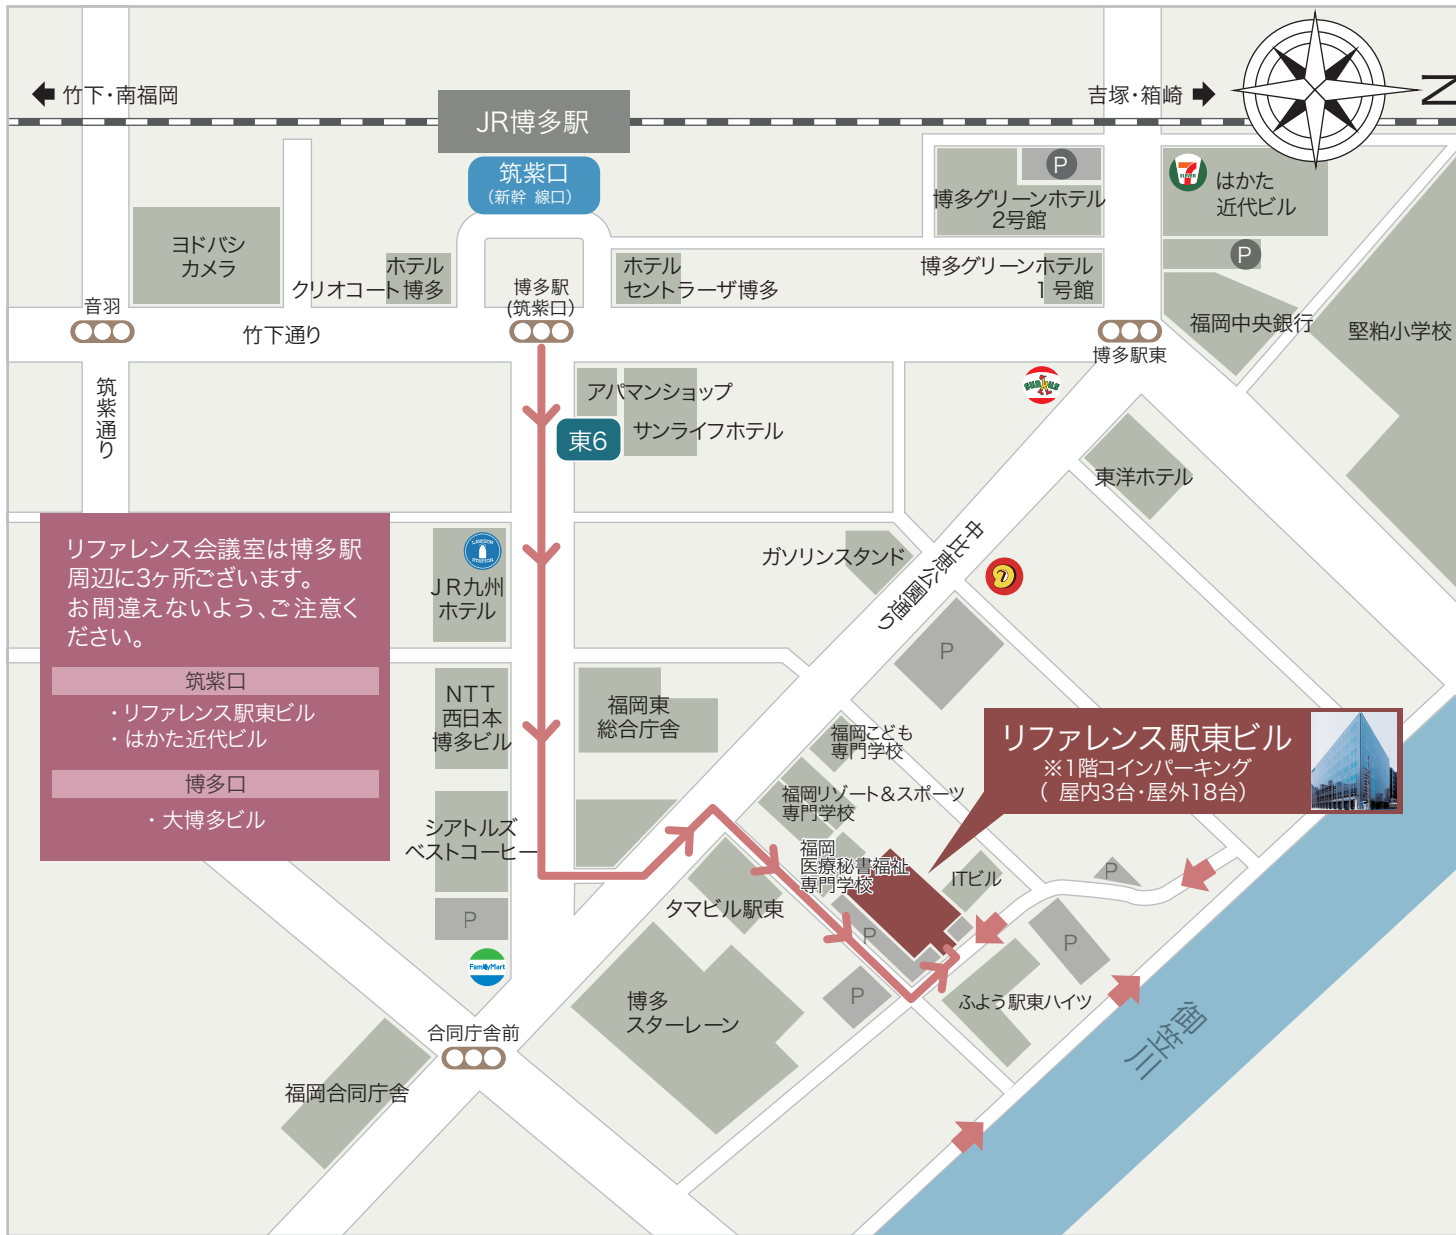 竹下・南福岡
JR博多駅
吉塚・箱崎
N
筑紫口
(新幹 線口)
P
博多グリーンホテル
2号館
7
ELEVEN
はかた
近代ビル
P
ヨドバシ
カメラ
ホテル
クリオコート博多
博多駅
(筑紫口)
ホテル
セントラーザ博多
博多グリーンホテル
1号館
音羽
竹下通り
博多駅東
福岡中央銀行
堅粕小学校
筑紫通り
アパマンショップ
サンライフホテル
東6
sunkus
東洋ホテル
中比恵公園通り
ガソリンスタンド
リファレンス会議室は博多駅
周辺に3ヶ所ございます。
お間違えないよう、ご注意く
ださい。
筑紫口
・リファレンス駅東ビル
・はかた近代ビル
博多口
・大博多ビル
LAWSON
STATION
JR九州
ホテル
NTT
西日本
博多ビル
福岡東
総合庁舎
P
福岡こども
専門学校
リファレンス駅東ビル
※1階コインパーキング
( 屋内3台・屋外18台)
福岡リゾート&スポーツ
専門学校
シアトルズ
ベストコーヒー
福岡
医療秘書福祉
専門学校
ITビル
P
タマビル駅東
P
P
P
P
FamilyMart
博多
スターレーン
ふよう駅東ハイツ
御笠川
合同庁舎前
福岡合同庁舎